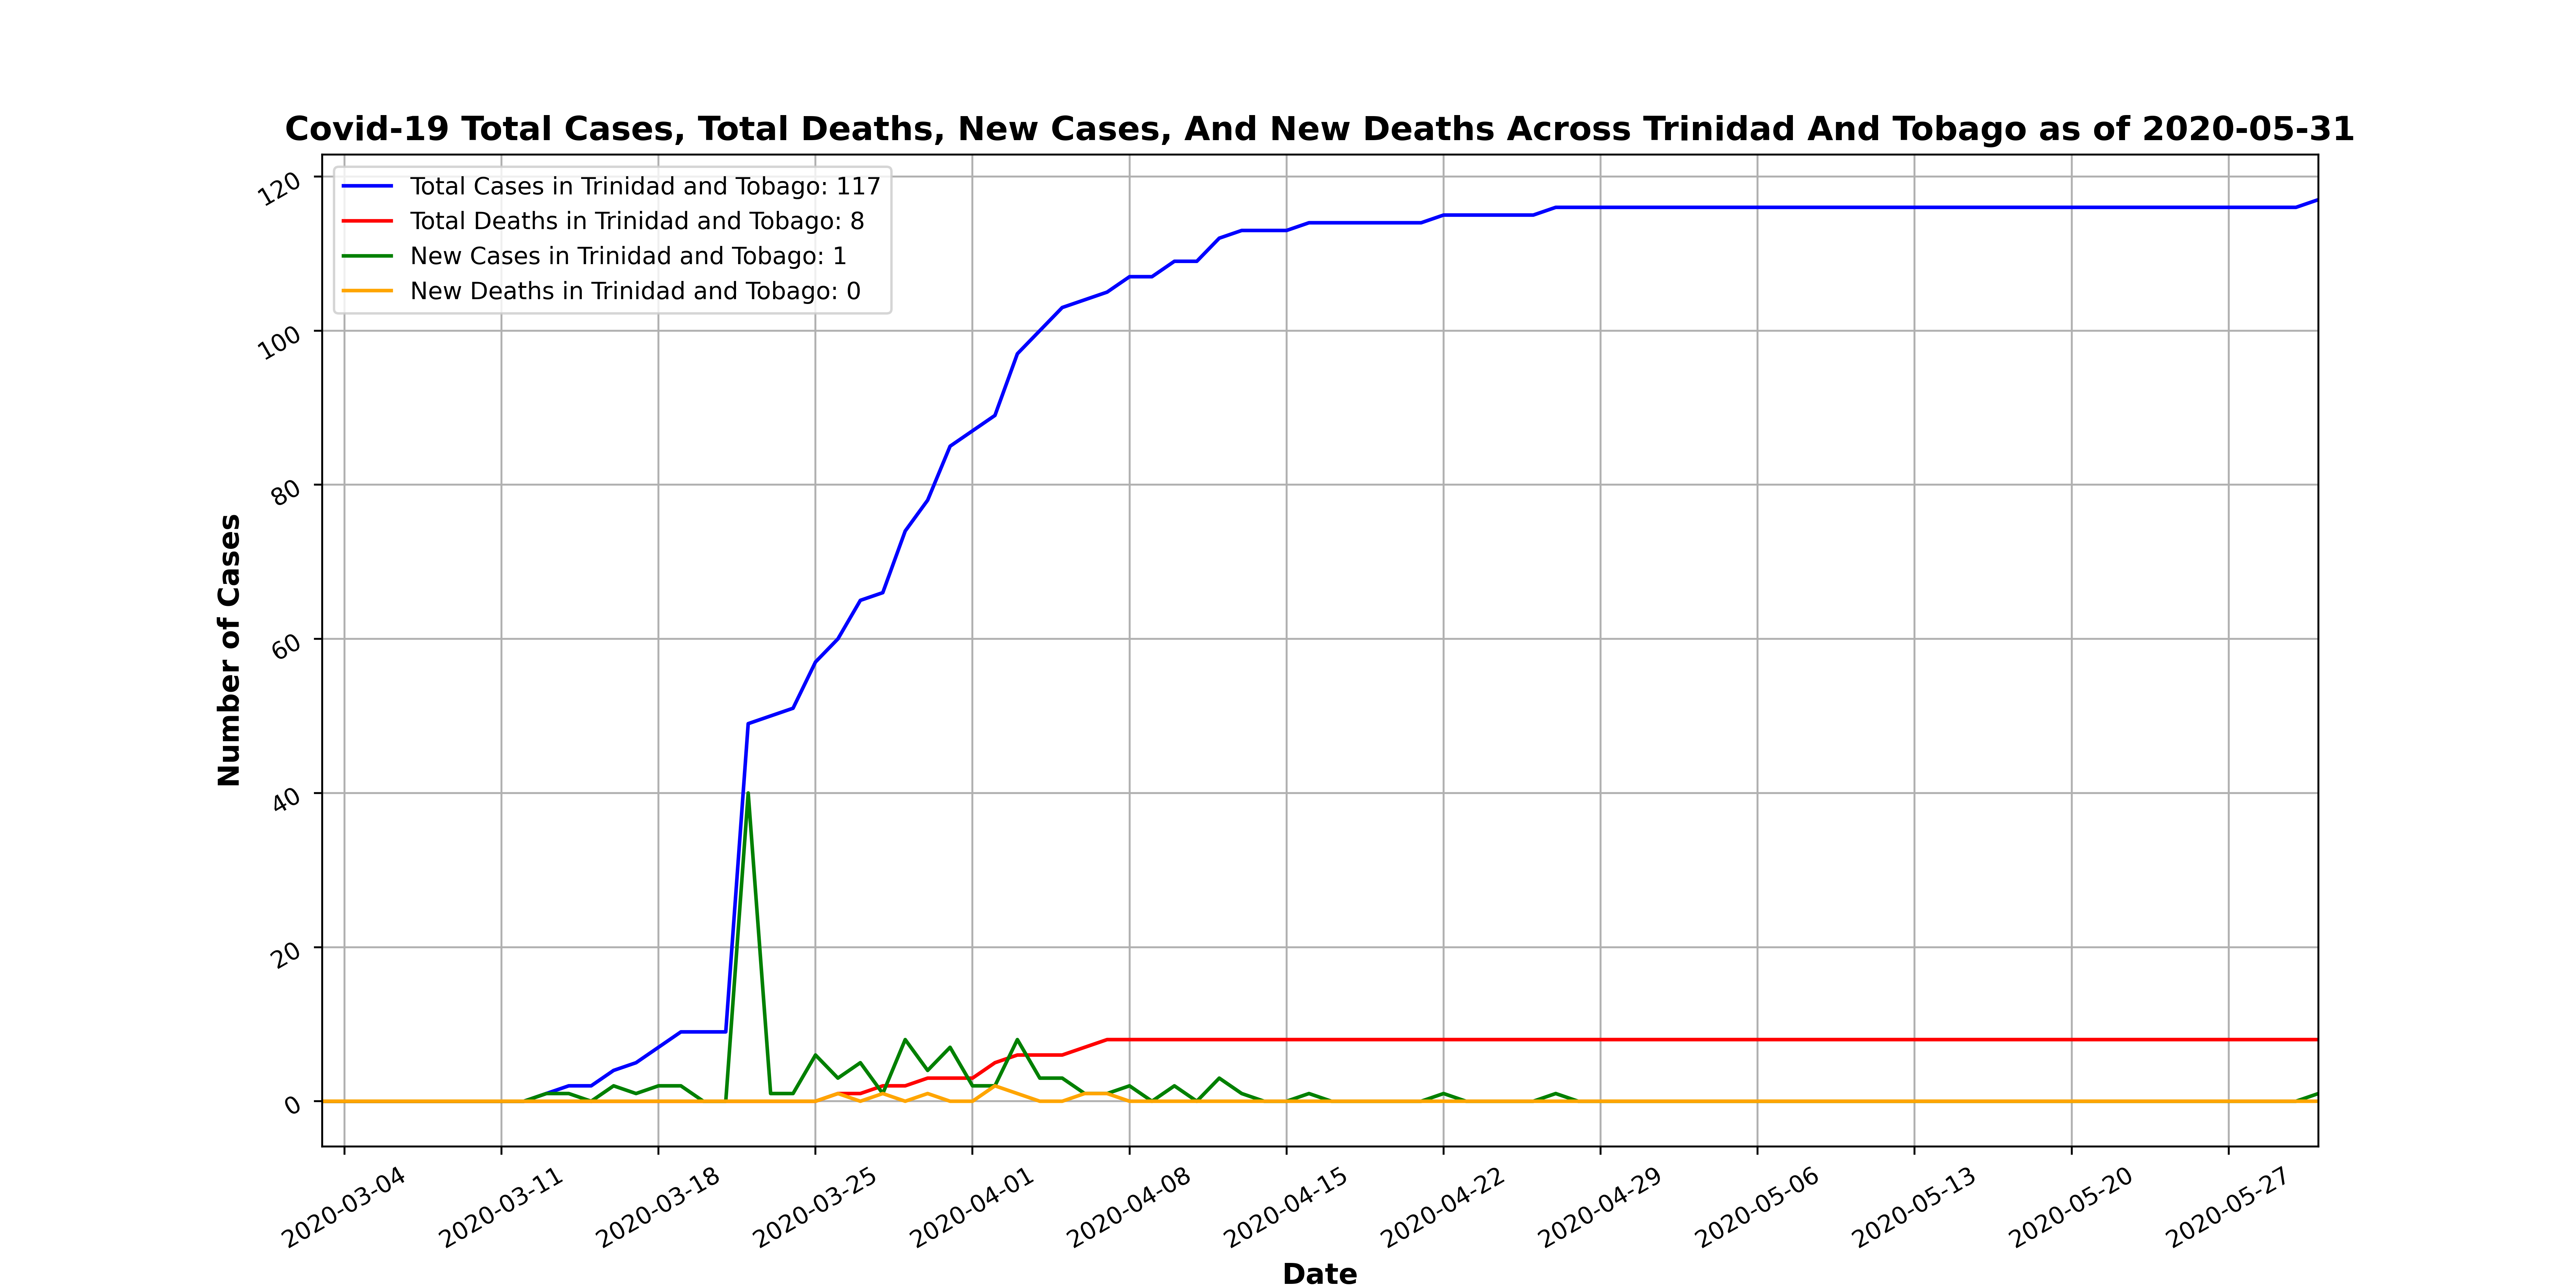 Covid-19 Total Cases, Total Deaths, New Cases, And New Deaths Across Trinidad And Tobago as of 2020-05-31
Total Cases in Trinidad and Tobago: 117
Total Deaths in Trinidad and Tobago: 8
New Cases in Trinidad and Tobago: 1
New Deaths in Trinidad and Tobago: 0
Number of Cases
120
100
80
60
40
20
0
2020-03-04
2020-03-11
2020-03-18
2020-03-25
2020-04-01
2020-04-08
2020-04-15
2020-04-22
2020-04-29
2020-05-06
2020-05-13
2020-05-20
2020-05-27
Date